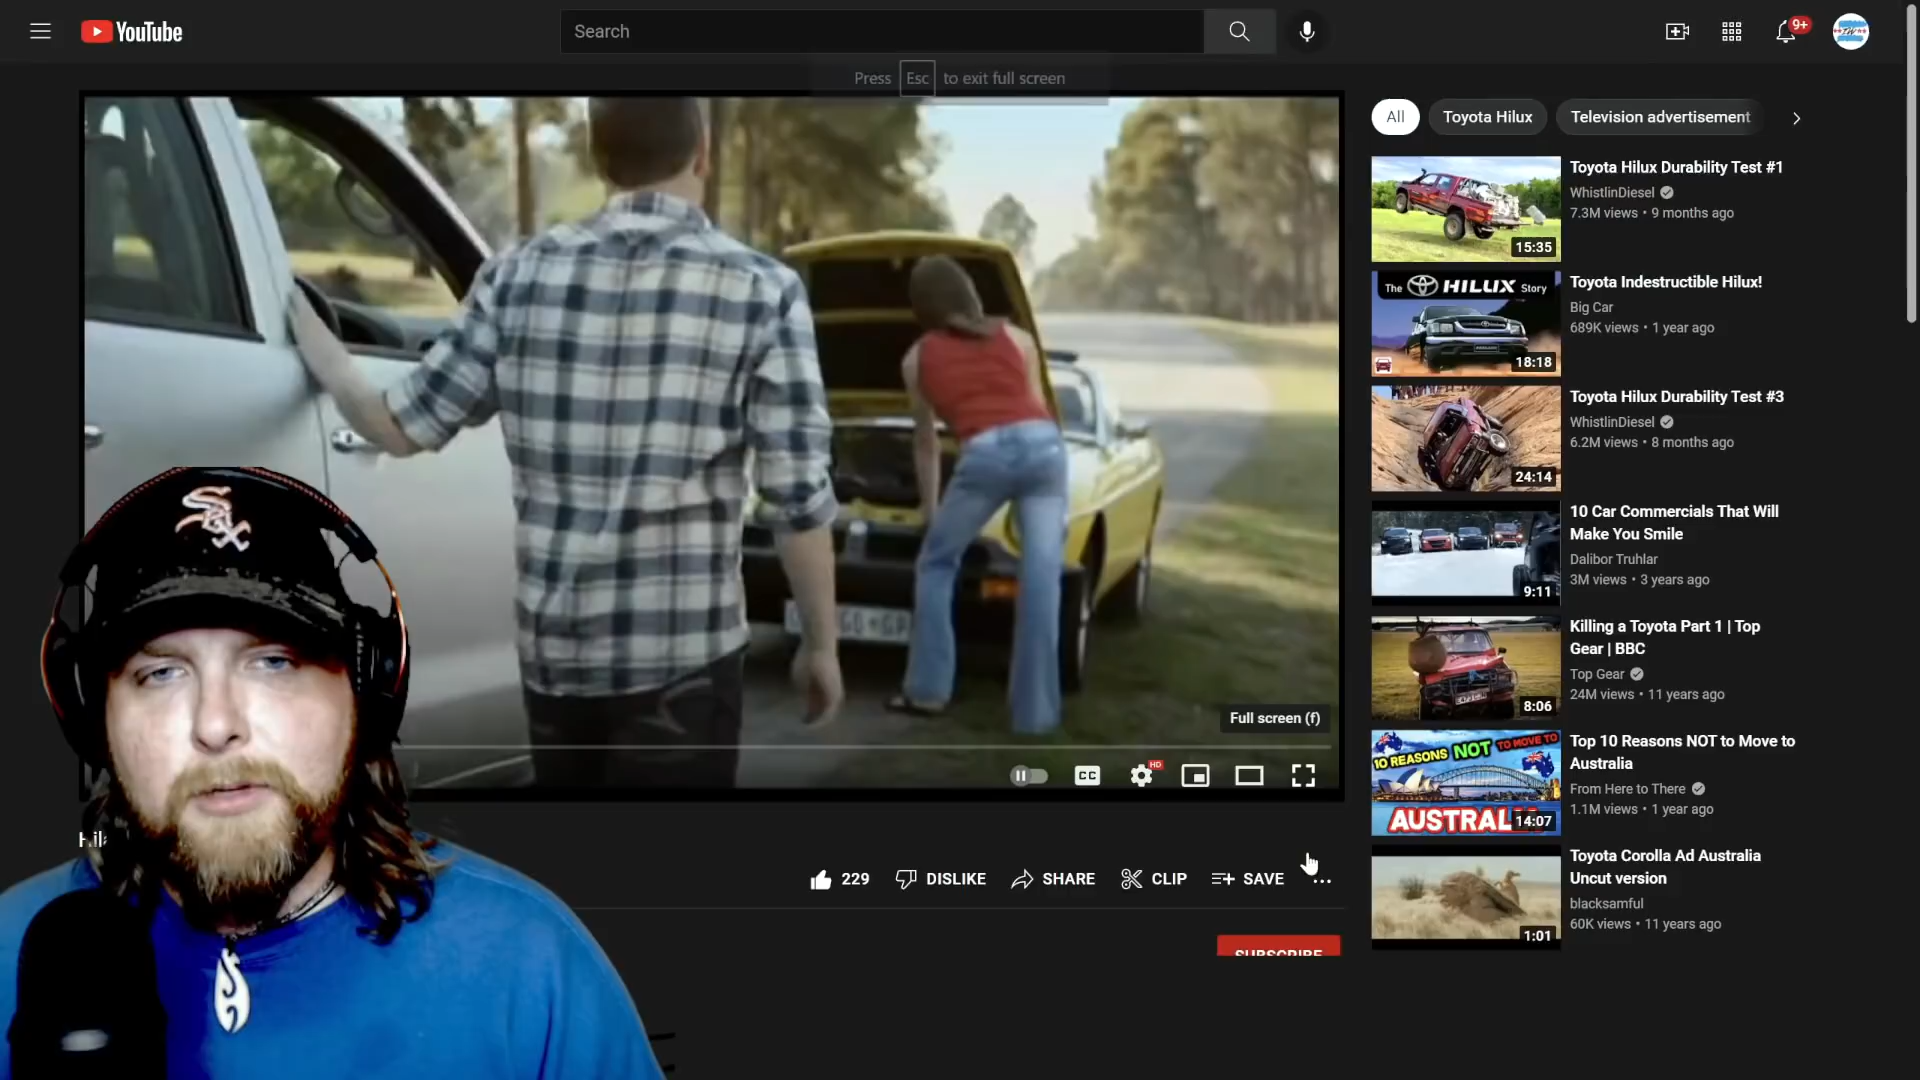 YouTube
Search
9+
Press Esc to exit full screen
All
Toyota Hilux
Television advertisement
Toyota Hilux Durability Test #1
WhistlinDiesel
7.3M views • 9 months ago
15:35
The TOYOTA HILUX Story
Toyota Indestructible Hilux!
Big Car
689K views • 1 year ago
18:18
Toyota Hilux Durability Test #3
WhistlinDiesel
6.2M views • 8 months ago
24:14
10 Car Commercials That Will
Make You Smile
Dalibor Truhlar
3M views • 3 years ago
9:11
Killing a Toyota Part 1 | Top
Gear | BBC
Top Gear
24M views • 11 years ago
8:06
10 REASONS NOT TO MOVE TO
AUSTRAL
Top 10 Reasons NOT to Move to
Australia
From Here to There
1.1M views • 1 year ago
14:07
Toyota Corolla Ad Australia
Uncut version
blacksamful
60K views • 11 years ago
1:01
Full screen (f)
CC
HD
Sox
229
DISLIKE
SHARE
CLIP
SAVE
SUBSCRIBE